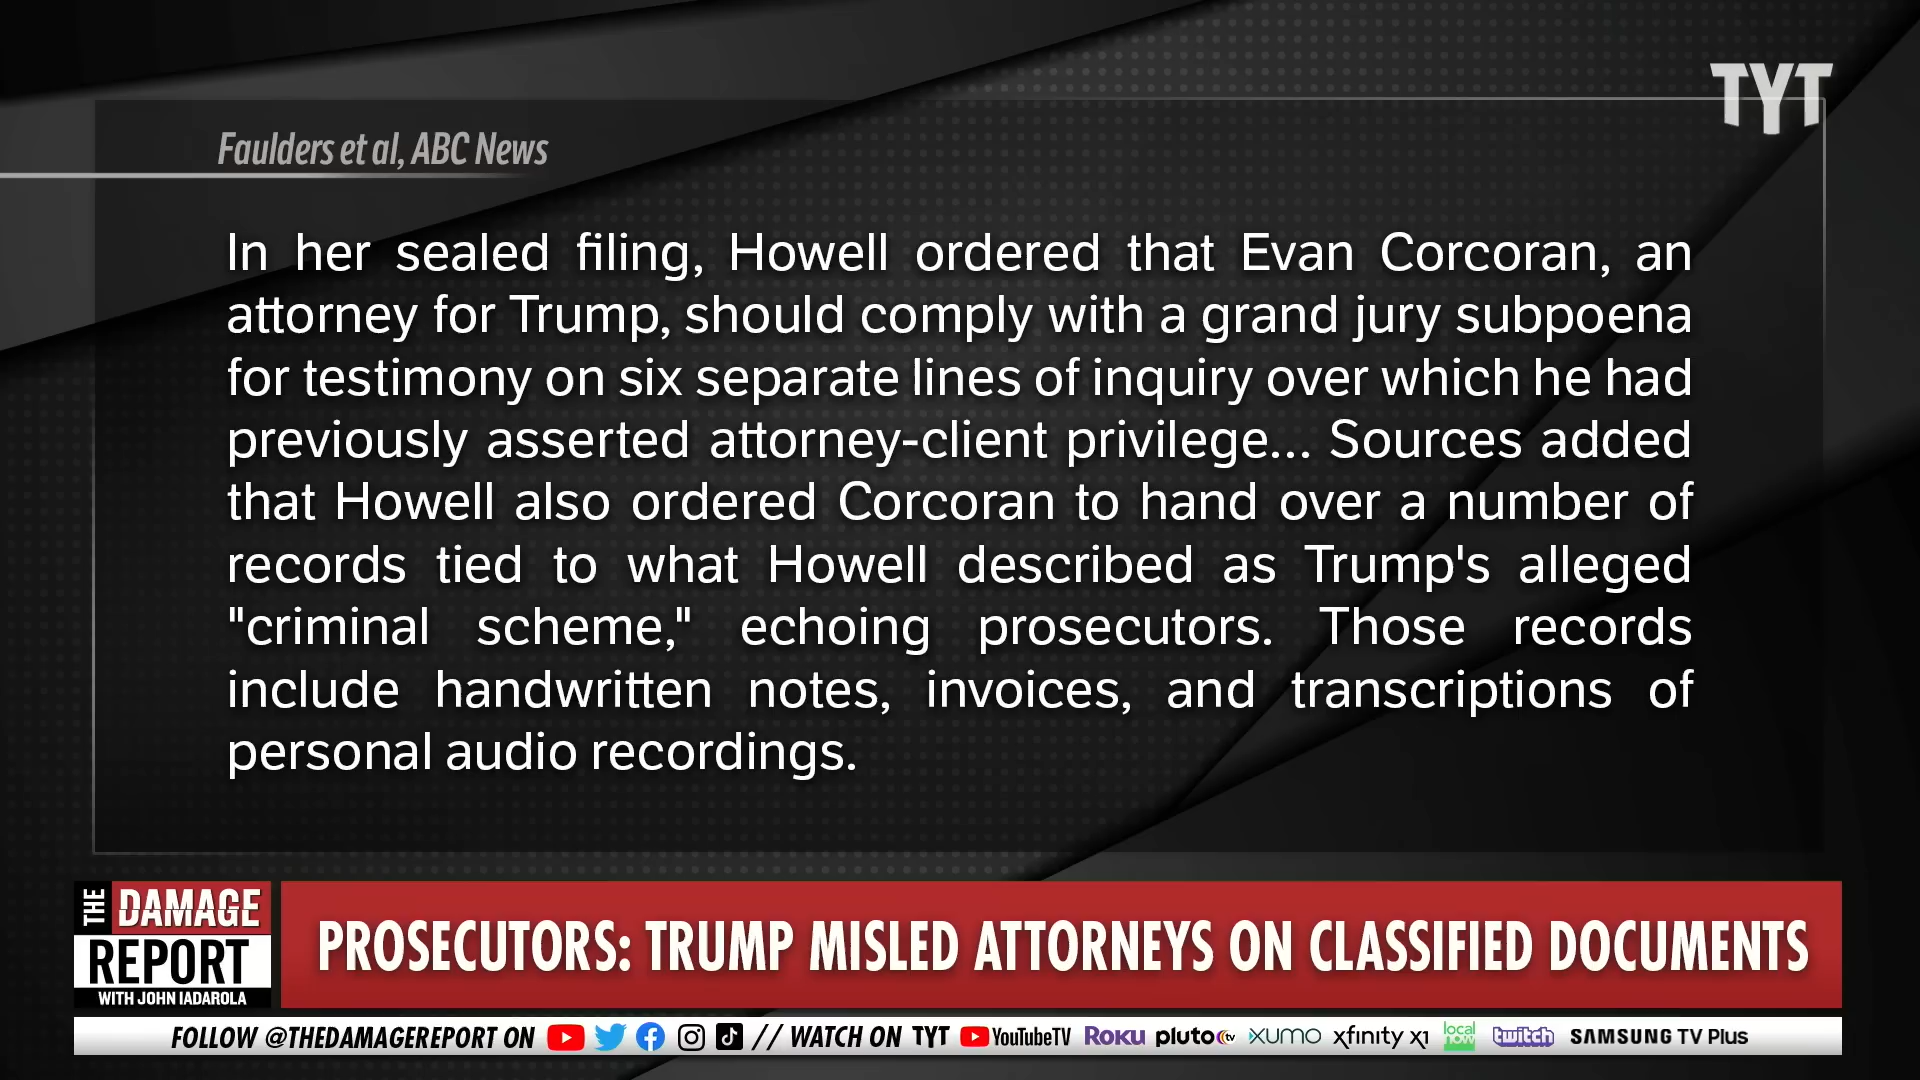 TYT
Faulders et al, ABC News
In her sealed filing, Howell ordered that Evan Corcoran, an
attorney for Trump, should comply with a grand jury subpoena
for testimony on six separate lines of inquiry over which he had
previously asserted attorney-client privilege... Sources added
that Howell also ordered Corcoran to hand over a number of
records tied to what Howell described as Trump's alleged
"criminal scheme," echoing prosecutors. Those records
include handwritten notes, invoices, and transcriptions of
personal audio recordings.
THE DAMAGE
REPORT
WITH JOHN IADAROLA
PROSECUTORS: TRUMP MISLED ATTORNEYS ON CLASSIFIED DOCUMENTS
FOLLOW @THEDAMAGEREPORT ON // WATCH ON TYT YouTubeTV ROKU pluto tv XUMO xfinity x1 local now twitch SAMSUNG TV Plus